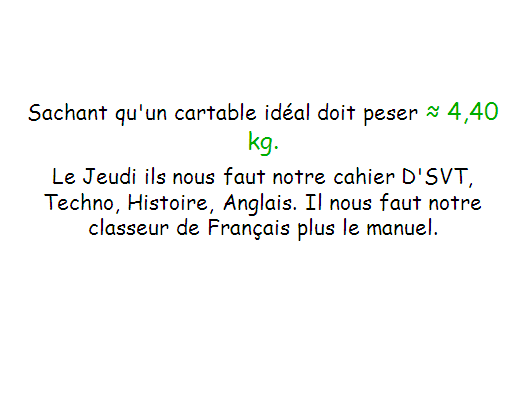 Sachant qu'un cartable idéal doit peser ≈ 4,40
kg.
Le Jeudi ils nous faut notre cahier D'SVT,
Techno, Histoire, Anglais. Il nous faut notre
classeur de Français plus le manuel.